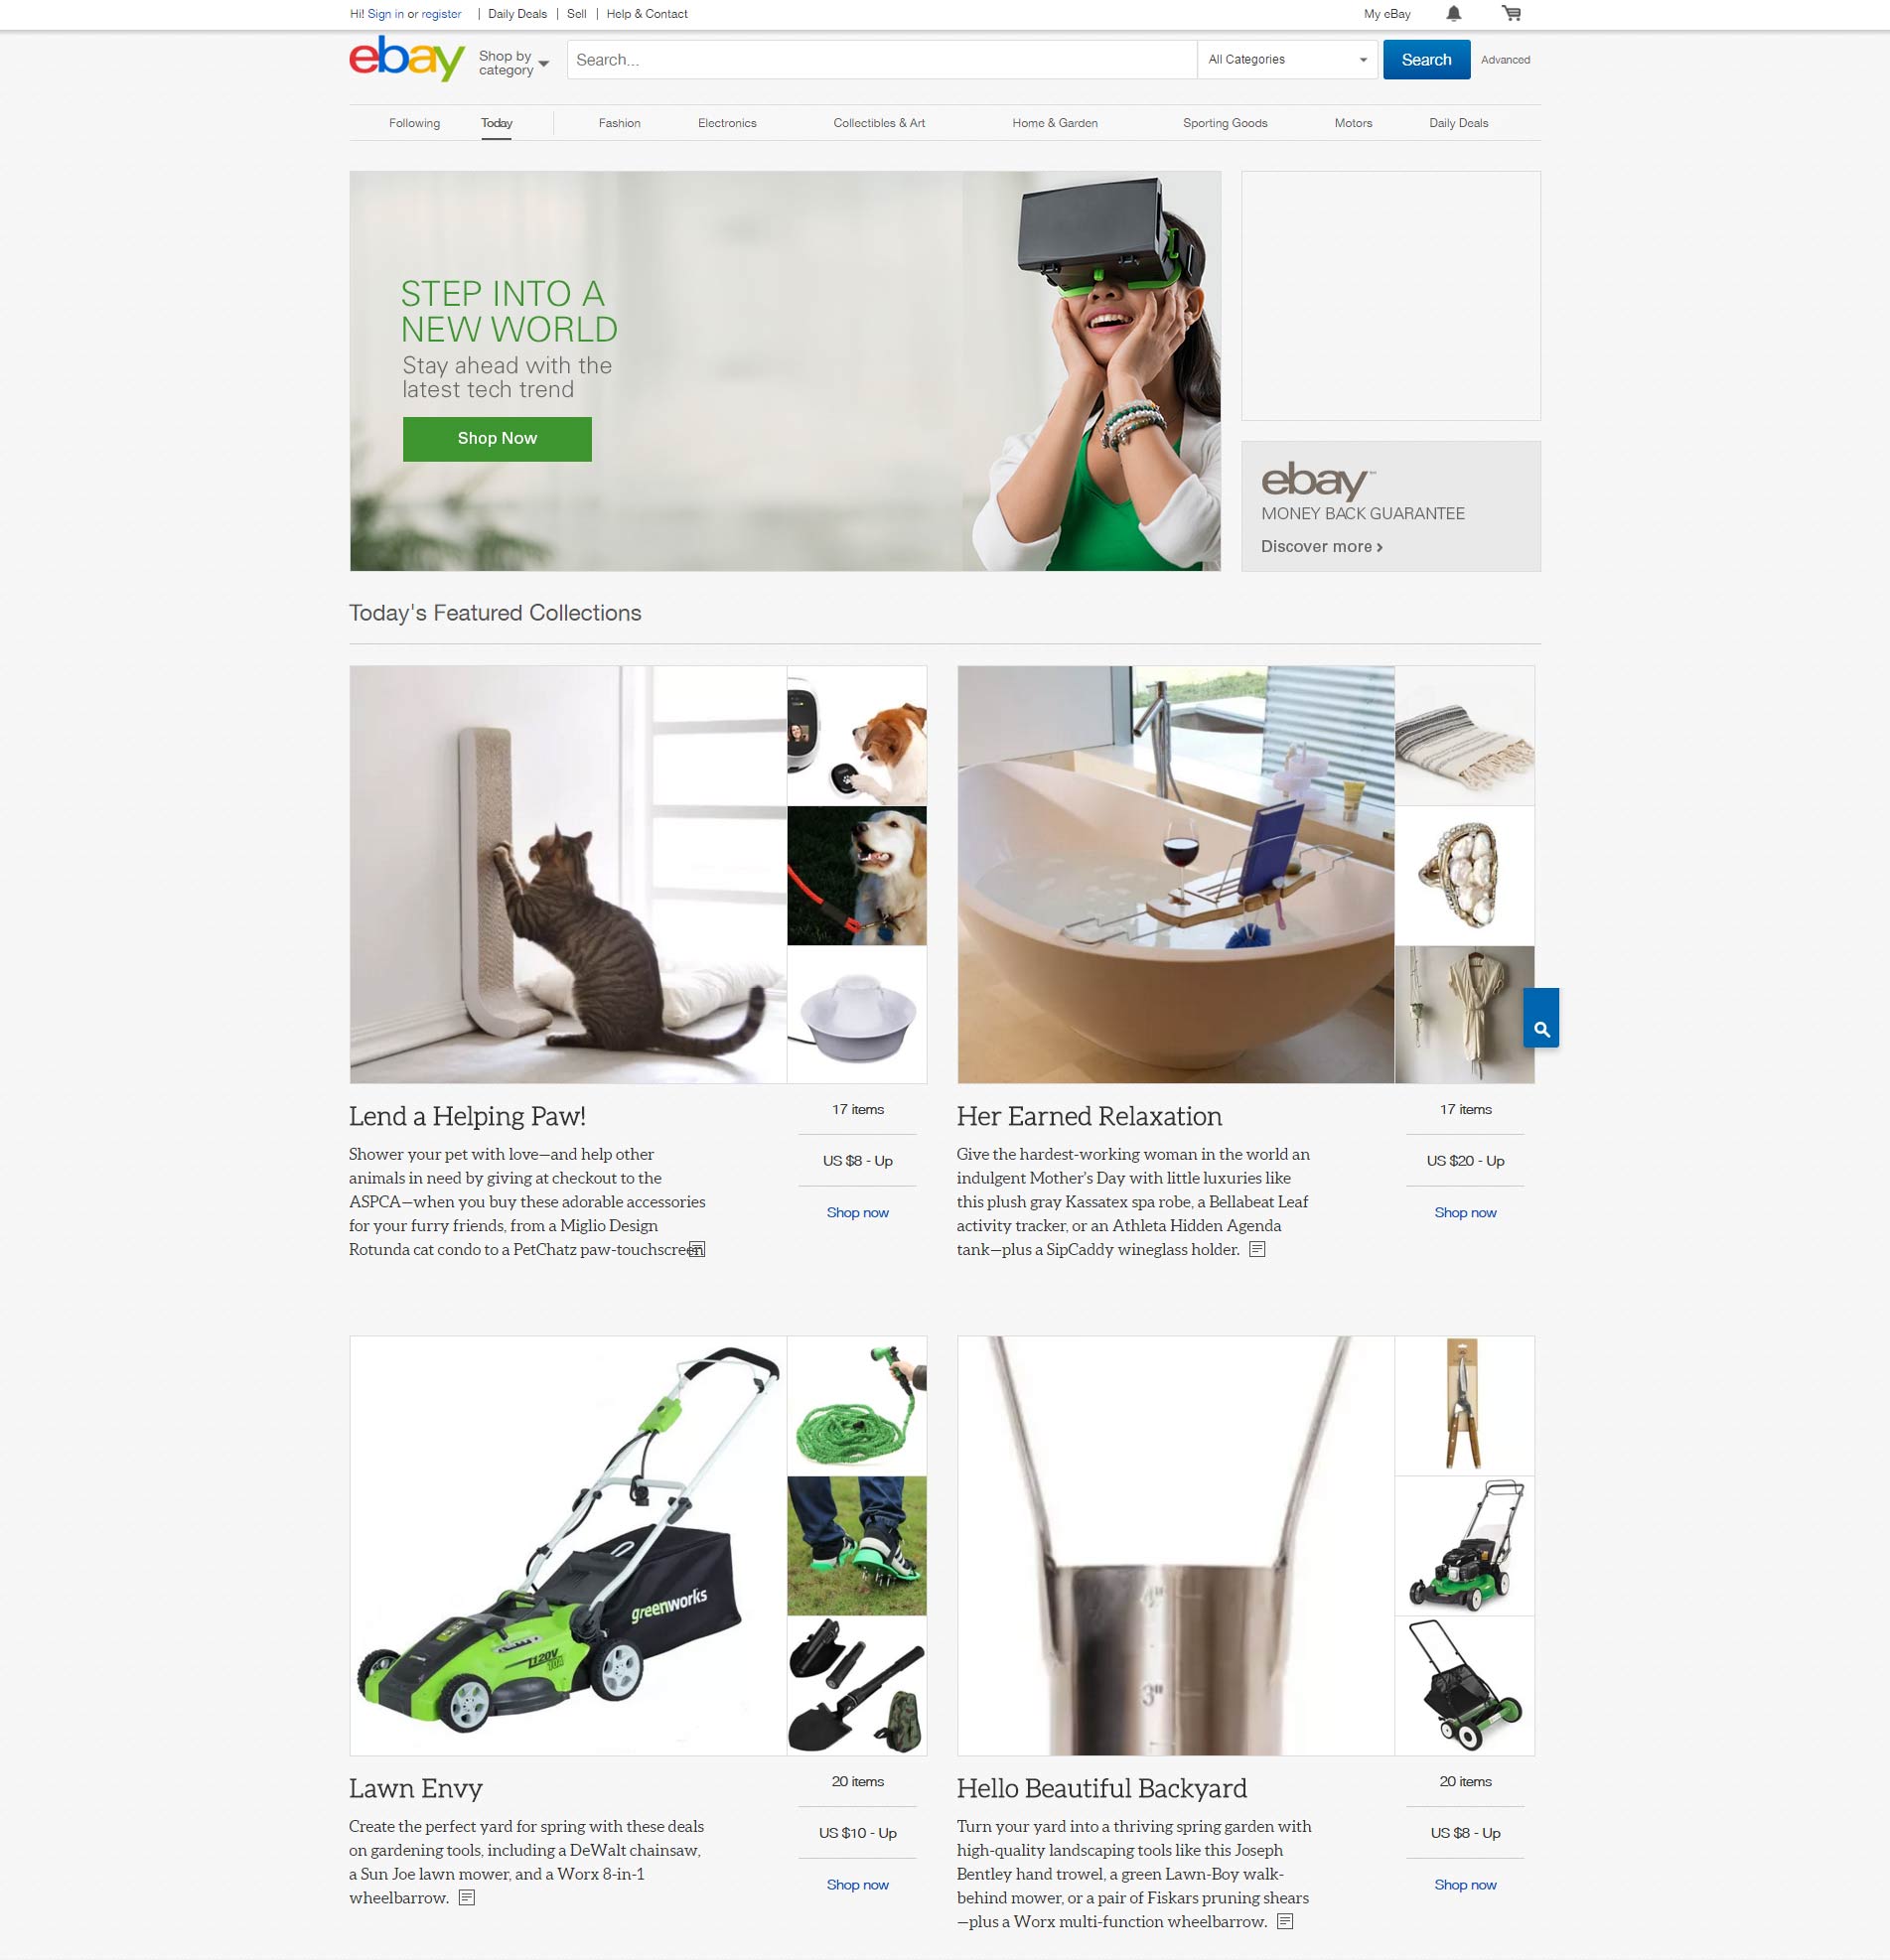 Hi! Sign in or register | Daily Deals | Sell | Help & Contact
My eBay
ebay
Shop by
category
Search...
All Categories
Search
Advanced
Following
Today
Fashion
Electronics
Collectibles & Art
Home & Garden
Sporting Goods
Motors
Daily Deals
STEP INTO A
NEW WORLD
Stay ahead with the
latest tech trend
Shop Now
ebay
MONEY BACK GUARANTEE
Discover more ›
Today's Featured Collections
Lend a Helping Paw!
Shower your pet with love—and help other
animals in need by giving at checkout to the
ASPCA—when you buy these adorable accessories
for your furry friends, from a Miglio Design
Rotunda cat condo to a PetChatz paw-touchscreen
17 items
US $8 - Up
Shop now
Her Earned Relaxation
Give the hardest-working woman in the world an
indulgent Mother's Day with little luxuries like
this plush gray Kassatex spa robe, a Bellabeat Leaf
activity tracker, or an Athleta Hidden Agenda
tank—plus a SipCaddy wineglass holder.
17 items
US $20 - Up
Shop now
greenworks
120V
10A
4"
3"
Lawn Envy
Create the perfect yard for spring with these deals
on gardening tools, including a DeWalt chainsaw,
a Sun Joe lawn mower, and a Worx 8-in-1
wheelbarrow.
20 items
US $10 - Up
Shop now
Hello Beautiful Backyard
Turn your yard into a thriving spring garden with
high-quality landscaping tools like this Joseph
Bentley hand trowel, a green Lawn-Boy walk-
behind mower, or a pair of Fiskars pruning shears
—plus a Worx multi-function wheelbarrow.
20 items
US $8 - Up
Shop now